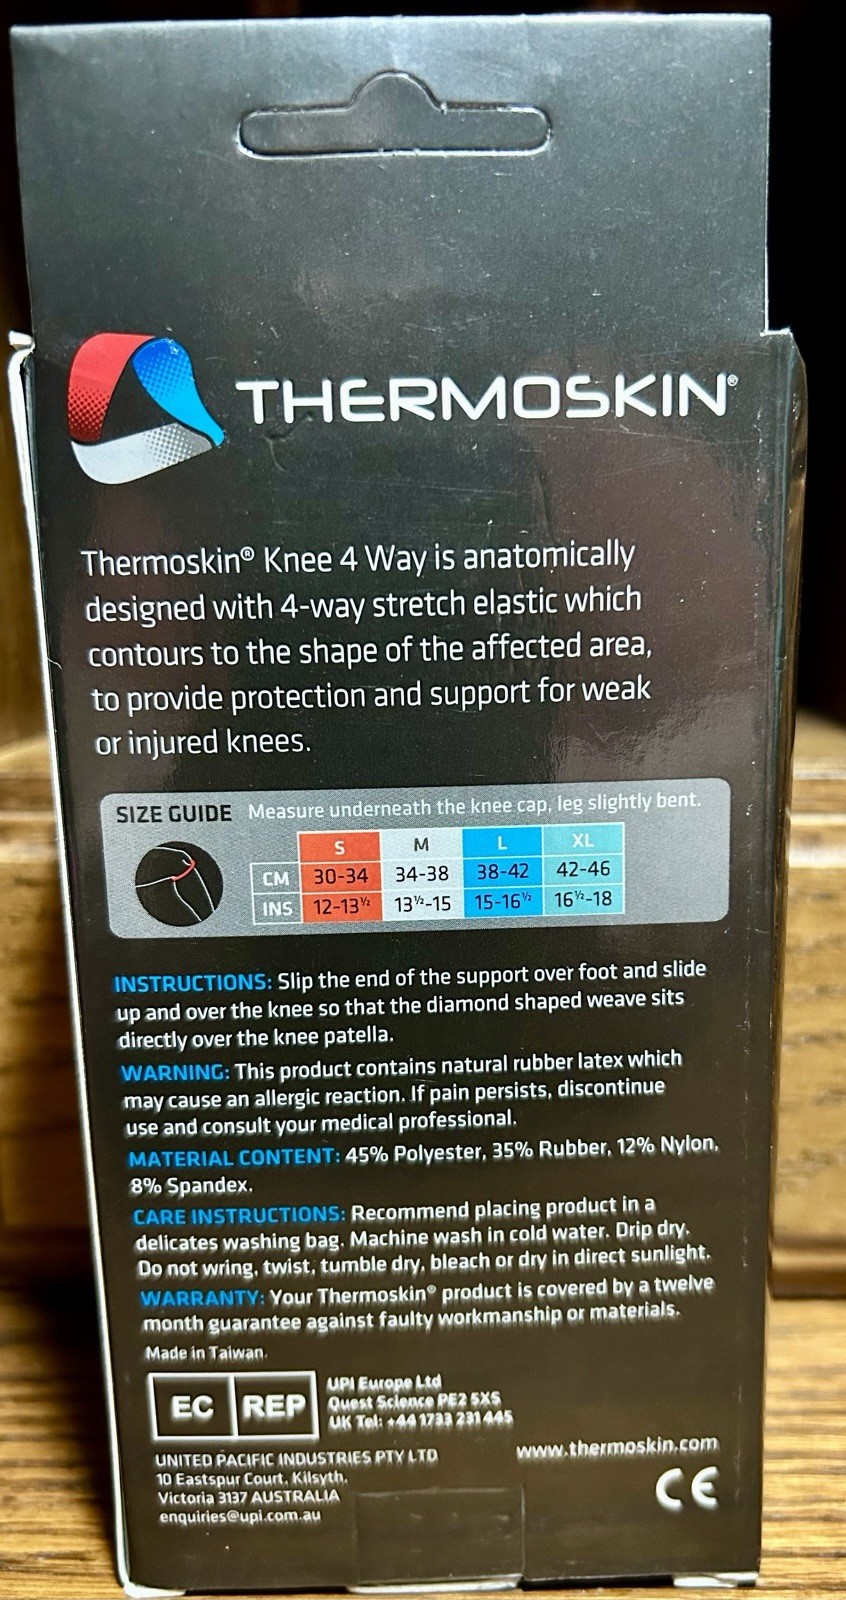 THERMOSKIN®
Thermoskin® Knee 4 Way is anatomically
designed with 4-way stretch elastic which
contours to the shape of the affected area,
to provide protection and support for weak
or injured knees.
SIZE GUIDE Measure underneath the knee cap, leg slightly bent.
S M L XL
CM 30-34 34-38 38-42 42-46
INS 12-13½ 13½-15 15-16½ 16½-18
INSTRUCTIONS: Slip the end of the support over foot and slide
up and over the knee so that the diamond shaped weave sits
directly over the knee patella.
WARNING: This product contains natural rubber latex which
may cause an allergic reaction. If pain persists, discontinue
use and consult your medical professional.
MATERIAL CONTENT: 45% Polyester, 35% Rubber, 12% Nylon,
8% Spandex.
CARE INSTRUCTIONS: Recommend placing product in a
delicates washing bag. Machine wash in cold water. Drip dry.
Do not wring, twist, tumble dry, bleach or dry in direct sunlight.
WARRANTY: Your Thermoskin® product is covered by a twelve
month guarantee against faulty workmanship or materials.
Made in Taiwan.
EC REP
UPI Europe Ltd
Quest Science PE2 5XS
UK Tel: +44 1733 231 445
UNITED PACIFIC INDUSTRIES PTY LTD
10 Eastspur Court, Kilsyth,
Victoria 3137 AUSTRALIA
enquiries@upi.com.au
www.thermoskin.com
CE